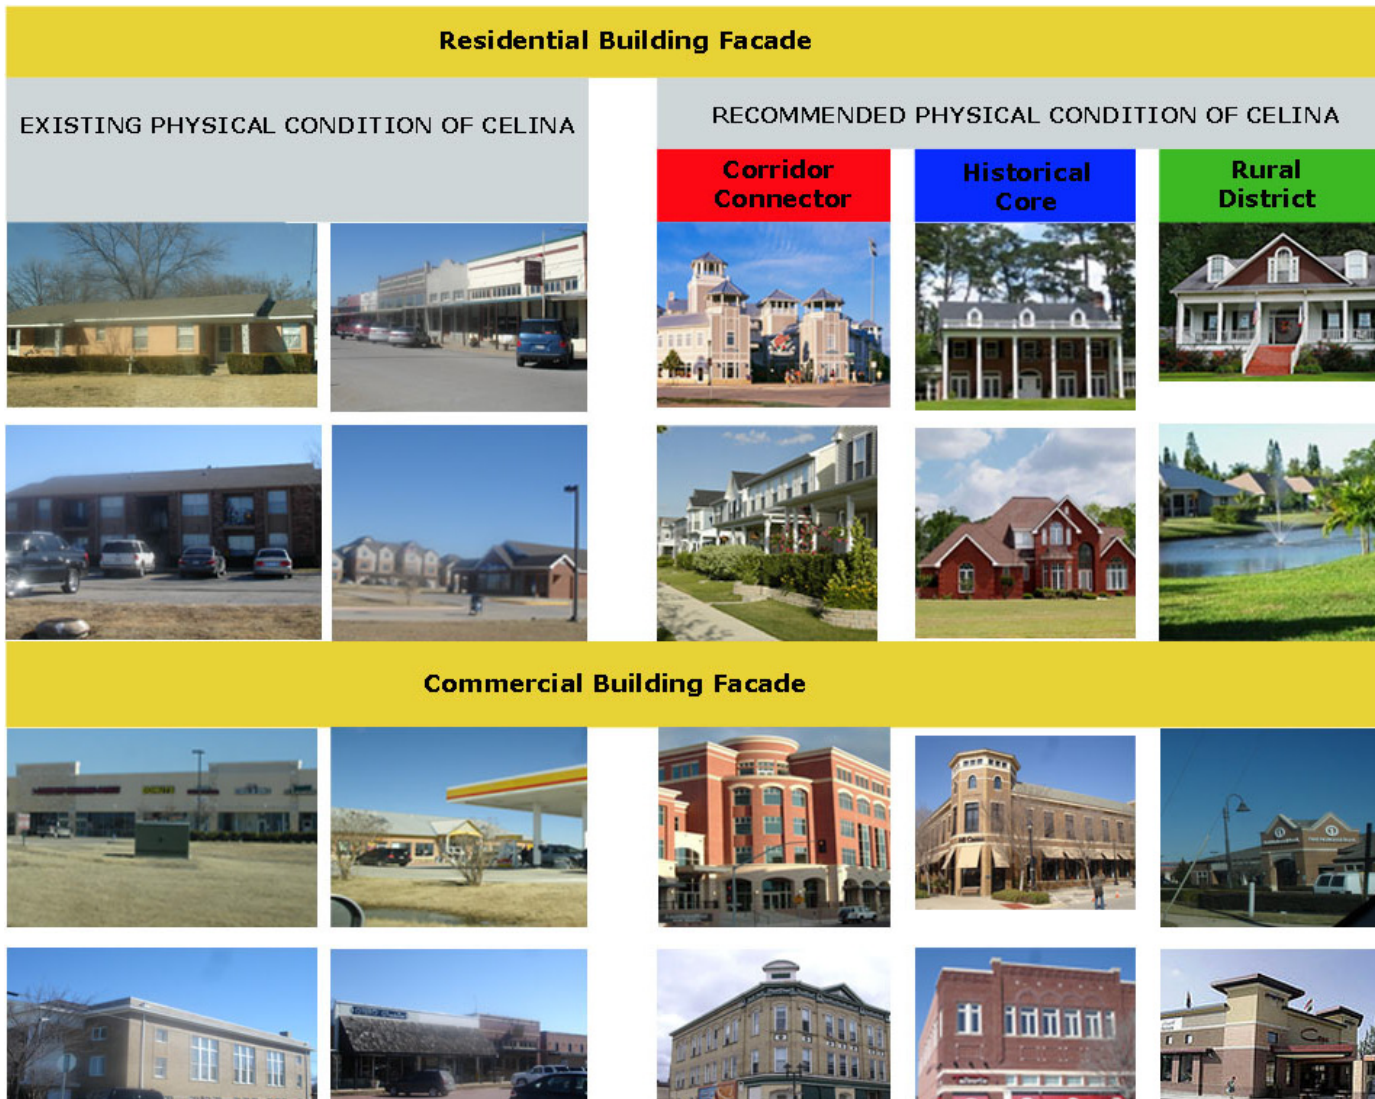 Residential Building Facade
EXISTING PHYSICAL CONDITION OF CELINA
RECOMMENDED PHYSICAL CONDITION OF CELINA
Corridor
Connector
Historical
Core
Rural
District
Commercial Building Facade